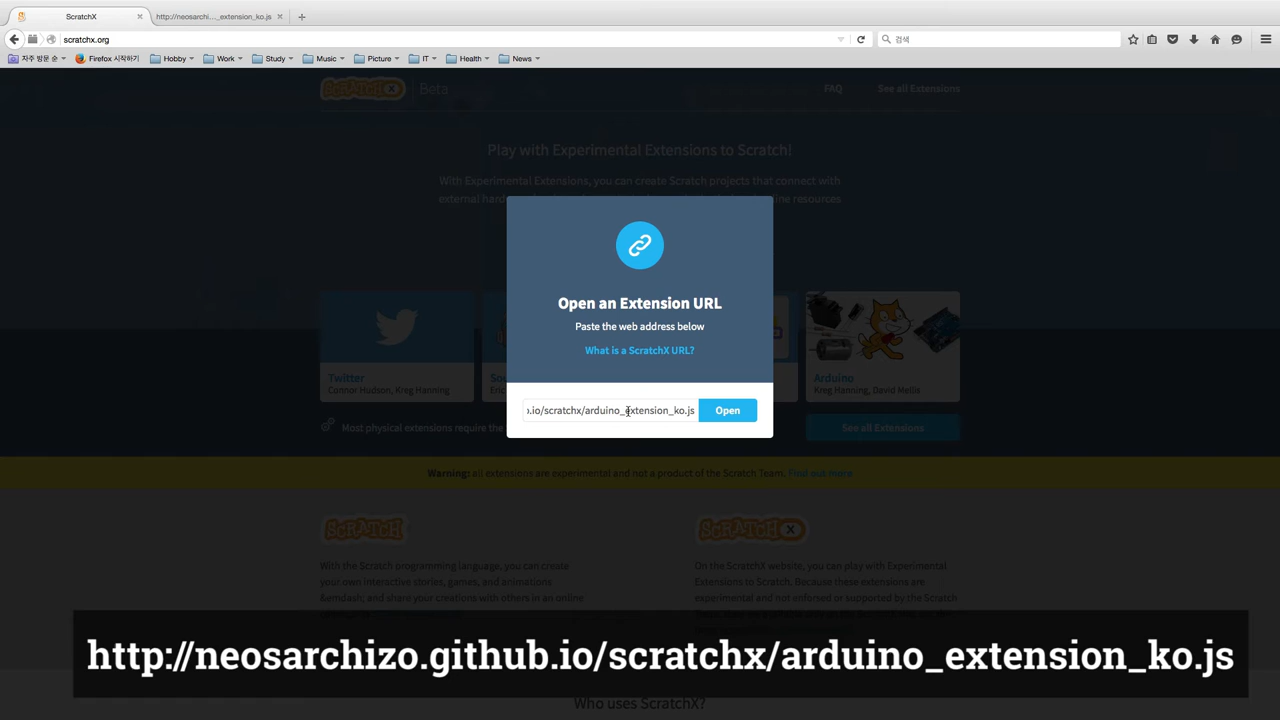 ScratchX
http://neosarchi..._extension_ko.js
scratchx.org
검색
자주 방문 순
Firefox 시작하기
Hobby
Work
Study
Music
Picture
IT
Health
News
SCRATCH X
Beta
FAQ
See all Extensions
Play with Experimental Extensions to Scratch!
With Experimental Extensions, you can create Scratch projects that connect with
external
resources
Open an Extension URL
Paste the web address below
What is a ScratchX URL?
.io/scratchx/arduino_extension_ko.js
Open
Twitter
Connor Hudson, Kreg Hanning
Arduino
Kreg Hanning, David Mellis
Most physical extensions require the
See all Extensions
Warning: all extensions are experimental and not a product of the Scratch Team. Find out more.
SCRATCH
With the Scratch programming language, you can create
your own interactive stories, games, and animations
&emdash; and share your creations with others in an online
SCRATCH X
On the ScratchX website, you can play with Experimental
Extensions to Scratch. Because these extensions are
experimental and not enforsed or supported by the Scratch
http://neosarchizo.github.io/scratchx/arduino_extension_ko.js
Who uses ScratchX?